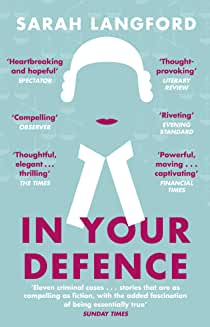 SARAH LANGFORD
'Heartbreaking
and hopeful'
SPECTATOR
'Thought-
provoking'
LITERARY
REVIEW
'Compelling'
OBSERVER
'Riveting'
EVENING
STANDARD
'Thoughtful,
elegant . . .
thrilling'
THE TIMES
'Powerful,
moving . . .
captivating'
FINANCIAL
TIMES
IN YOUR
DEFENCE
'Eleven criminal cases . . . stories that are as
compelling as fiction, with the added fascination
of being essentially true'
SUNDAY TIMES